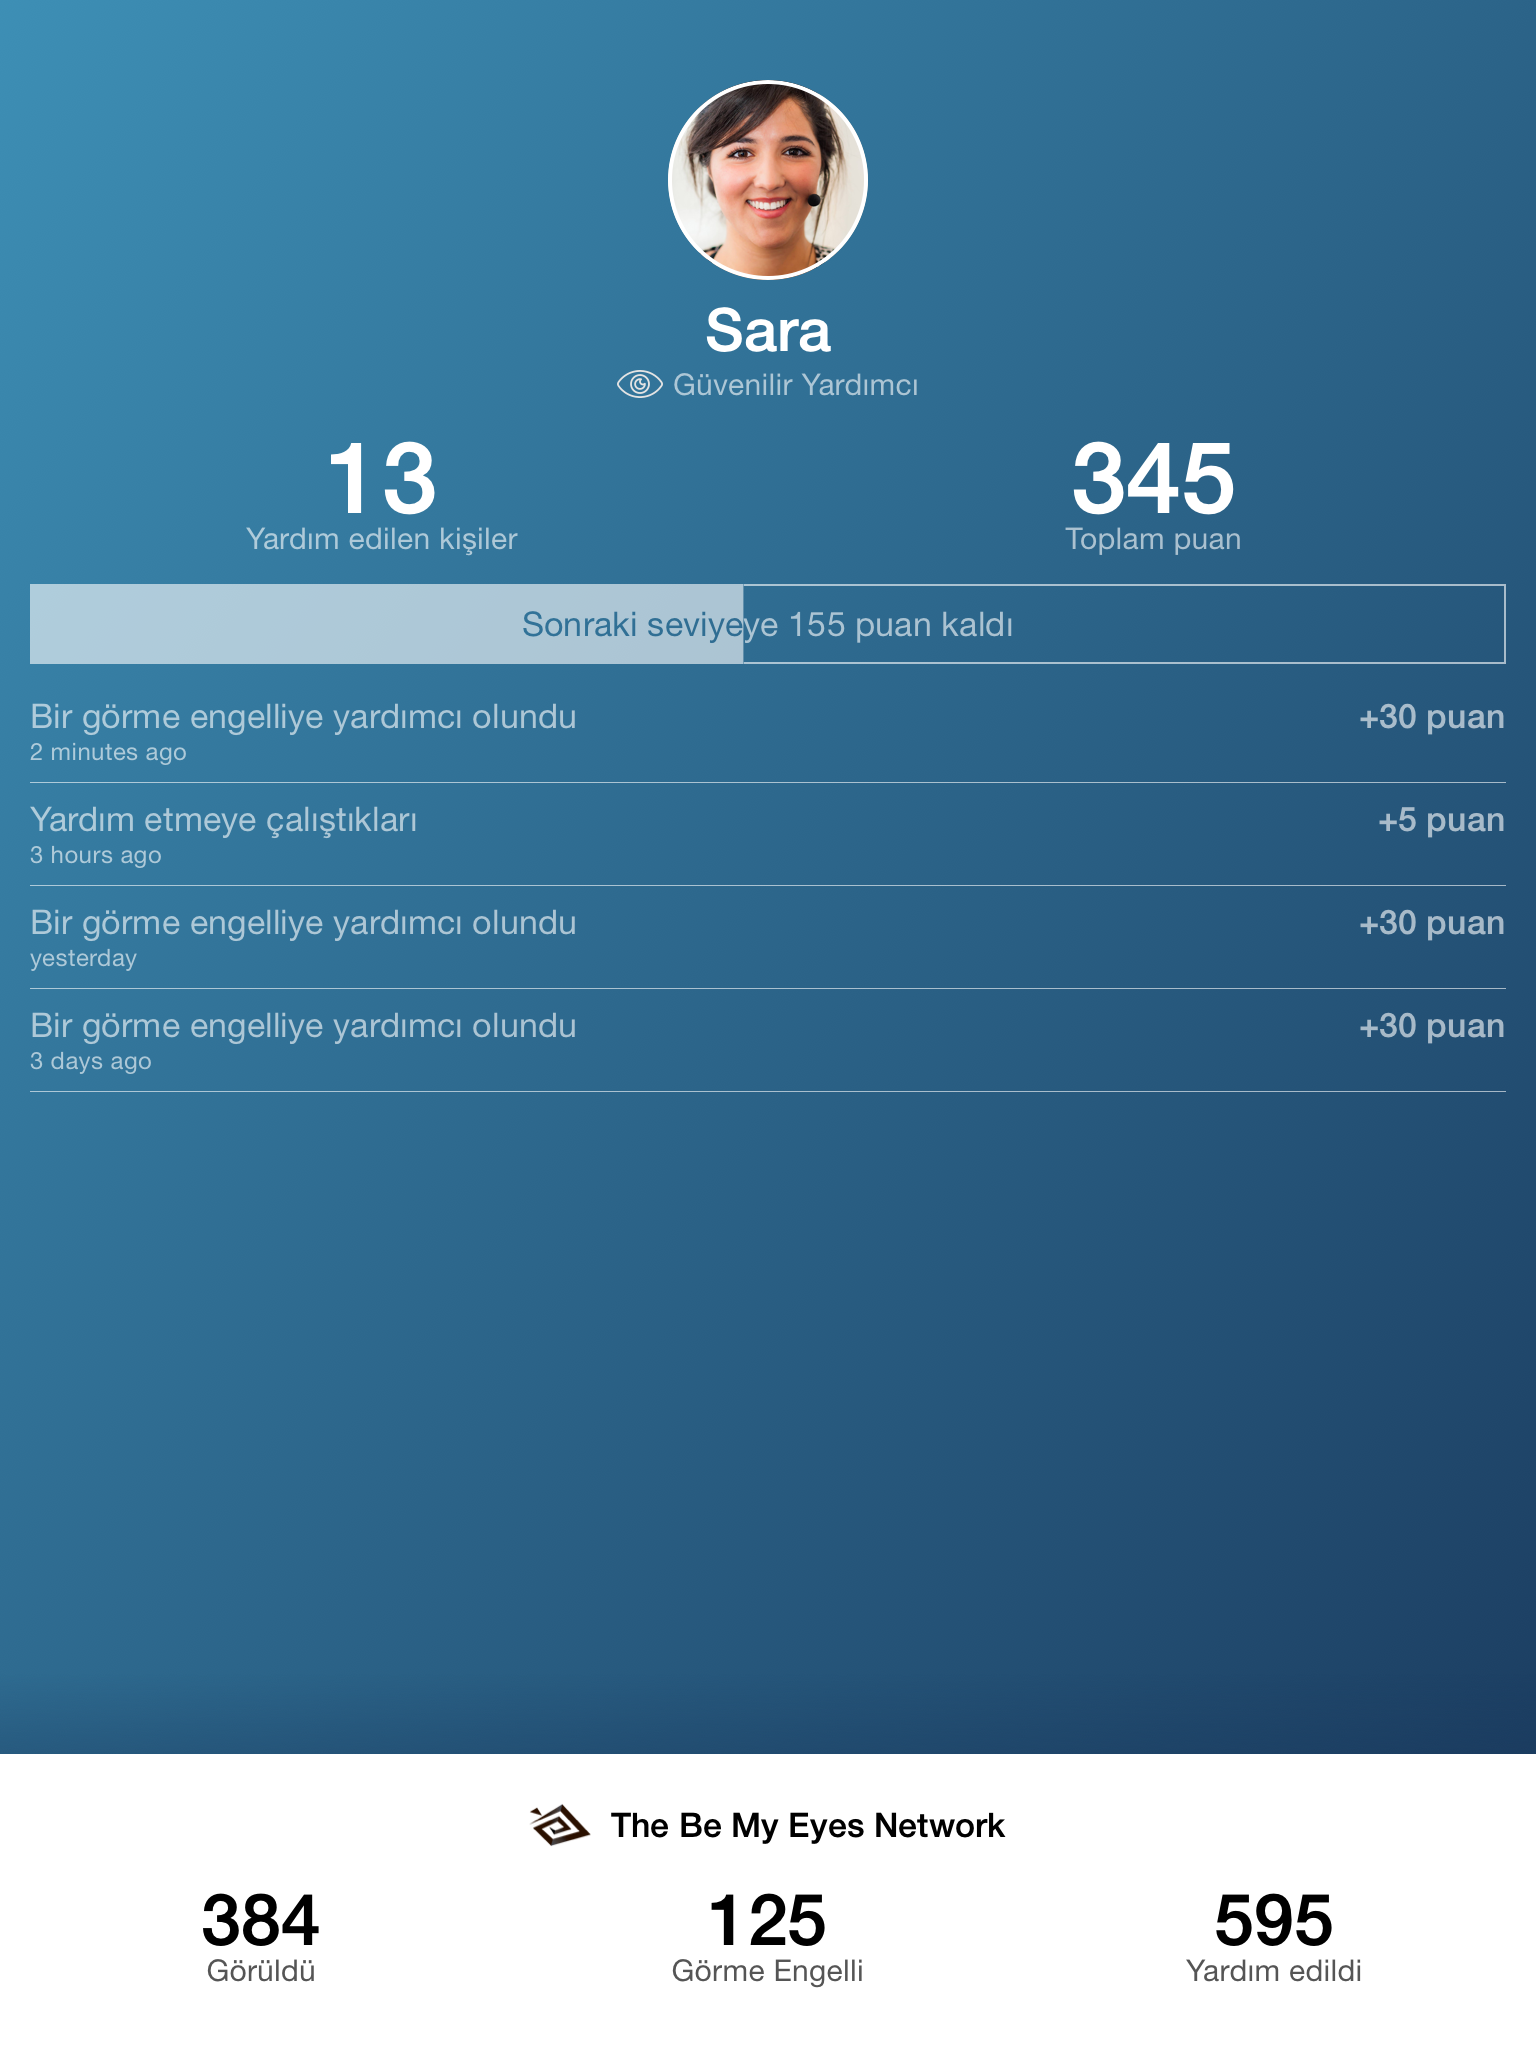 Sara
Güvenilir Yardımcı
13
Yardım edilen kişiler
345
Toplam puan
Sonraki seviyeye 155 puan kaldı
Bir görme engelliye yardımcı olundu +30 puan
2 minutes ago
Yardım etmeye çalıştıkları +5 puan
3 hours ago
Bir görme engelliye yardımcı olundu +30 puan
yesterday
Bir görme engelliye yardımcı olundu +30 puan
3 days ago
The Be My Eyes Network
384
Görüldü
125
Görme Engelli
595
Yardım edildi